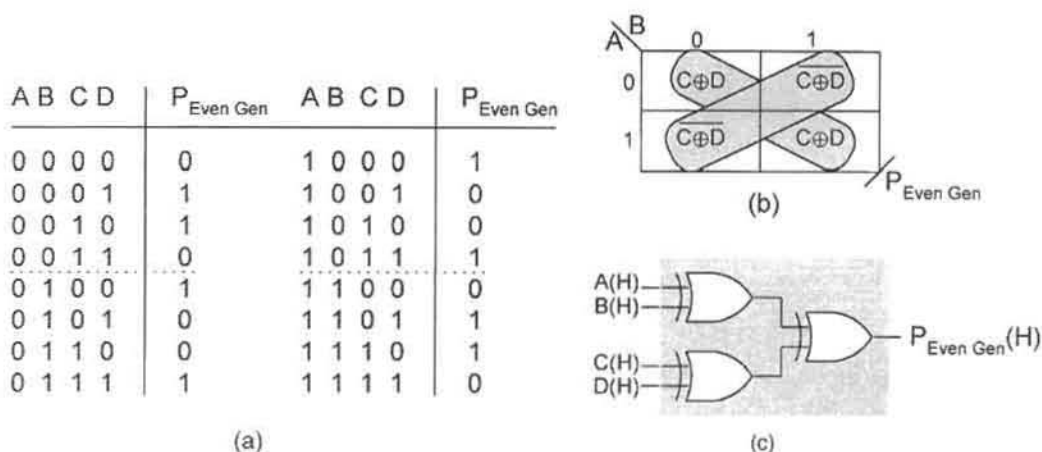 A B C D P Even Gen A B C D P Even Gen
0 0 0 0 0 1 0 0 0 1
0 0 0 1 1 1 0 0 1 0
0 0 1 0 1 1 0 1 0 0
0 0 1 1 0 1 0 1 1 1
0 1 0 0 1 1 1 0 0 0
0 1 0 1 0 1 1 0 1 1
0 1 1 0 0 1 1 1 0 1
0 1 1 1 1 1 1 1 1 0
(a)
B
A 0 1
0 C⊕D C̅⊕̅D̅
1 C̅⊕̅D̅ C⊕D
P Even Gen
(b)
A(H)
B(H)
P Even Gen (H)
C(H)
D(H)
(c)